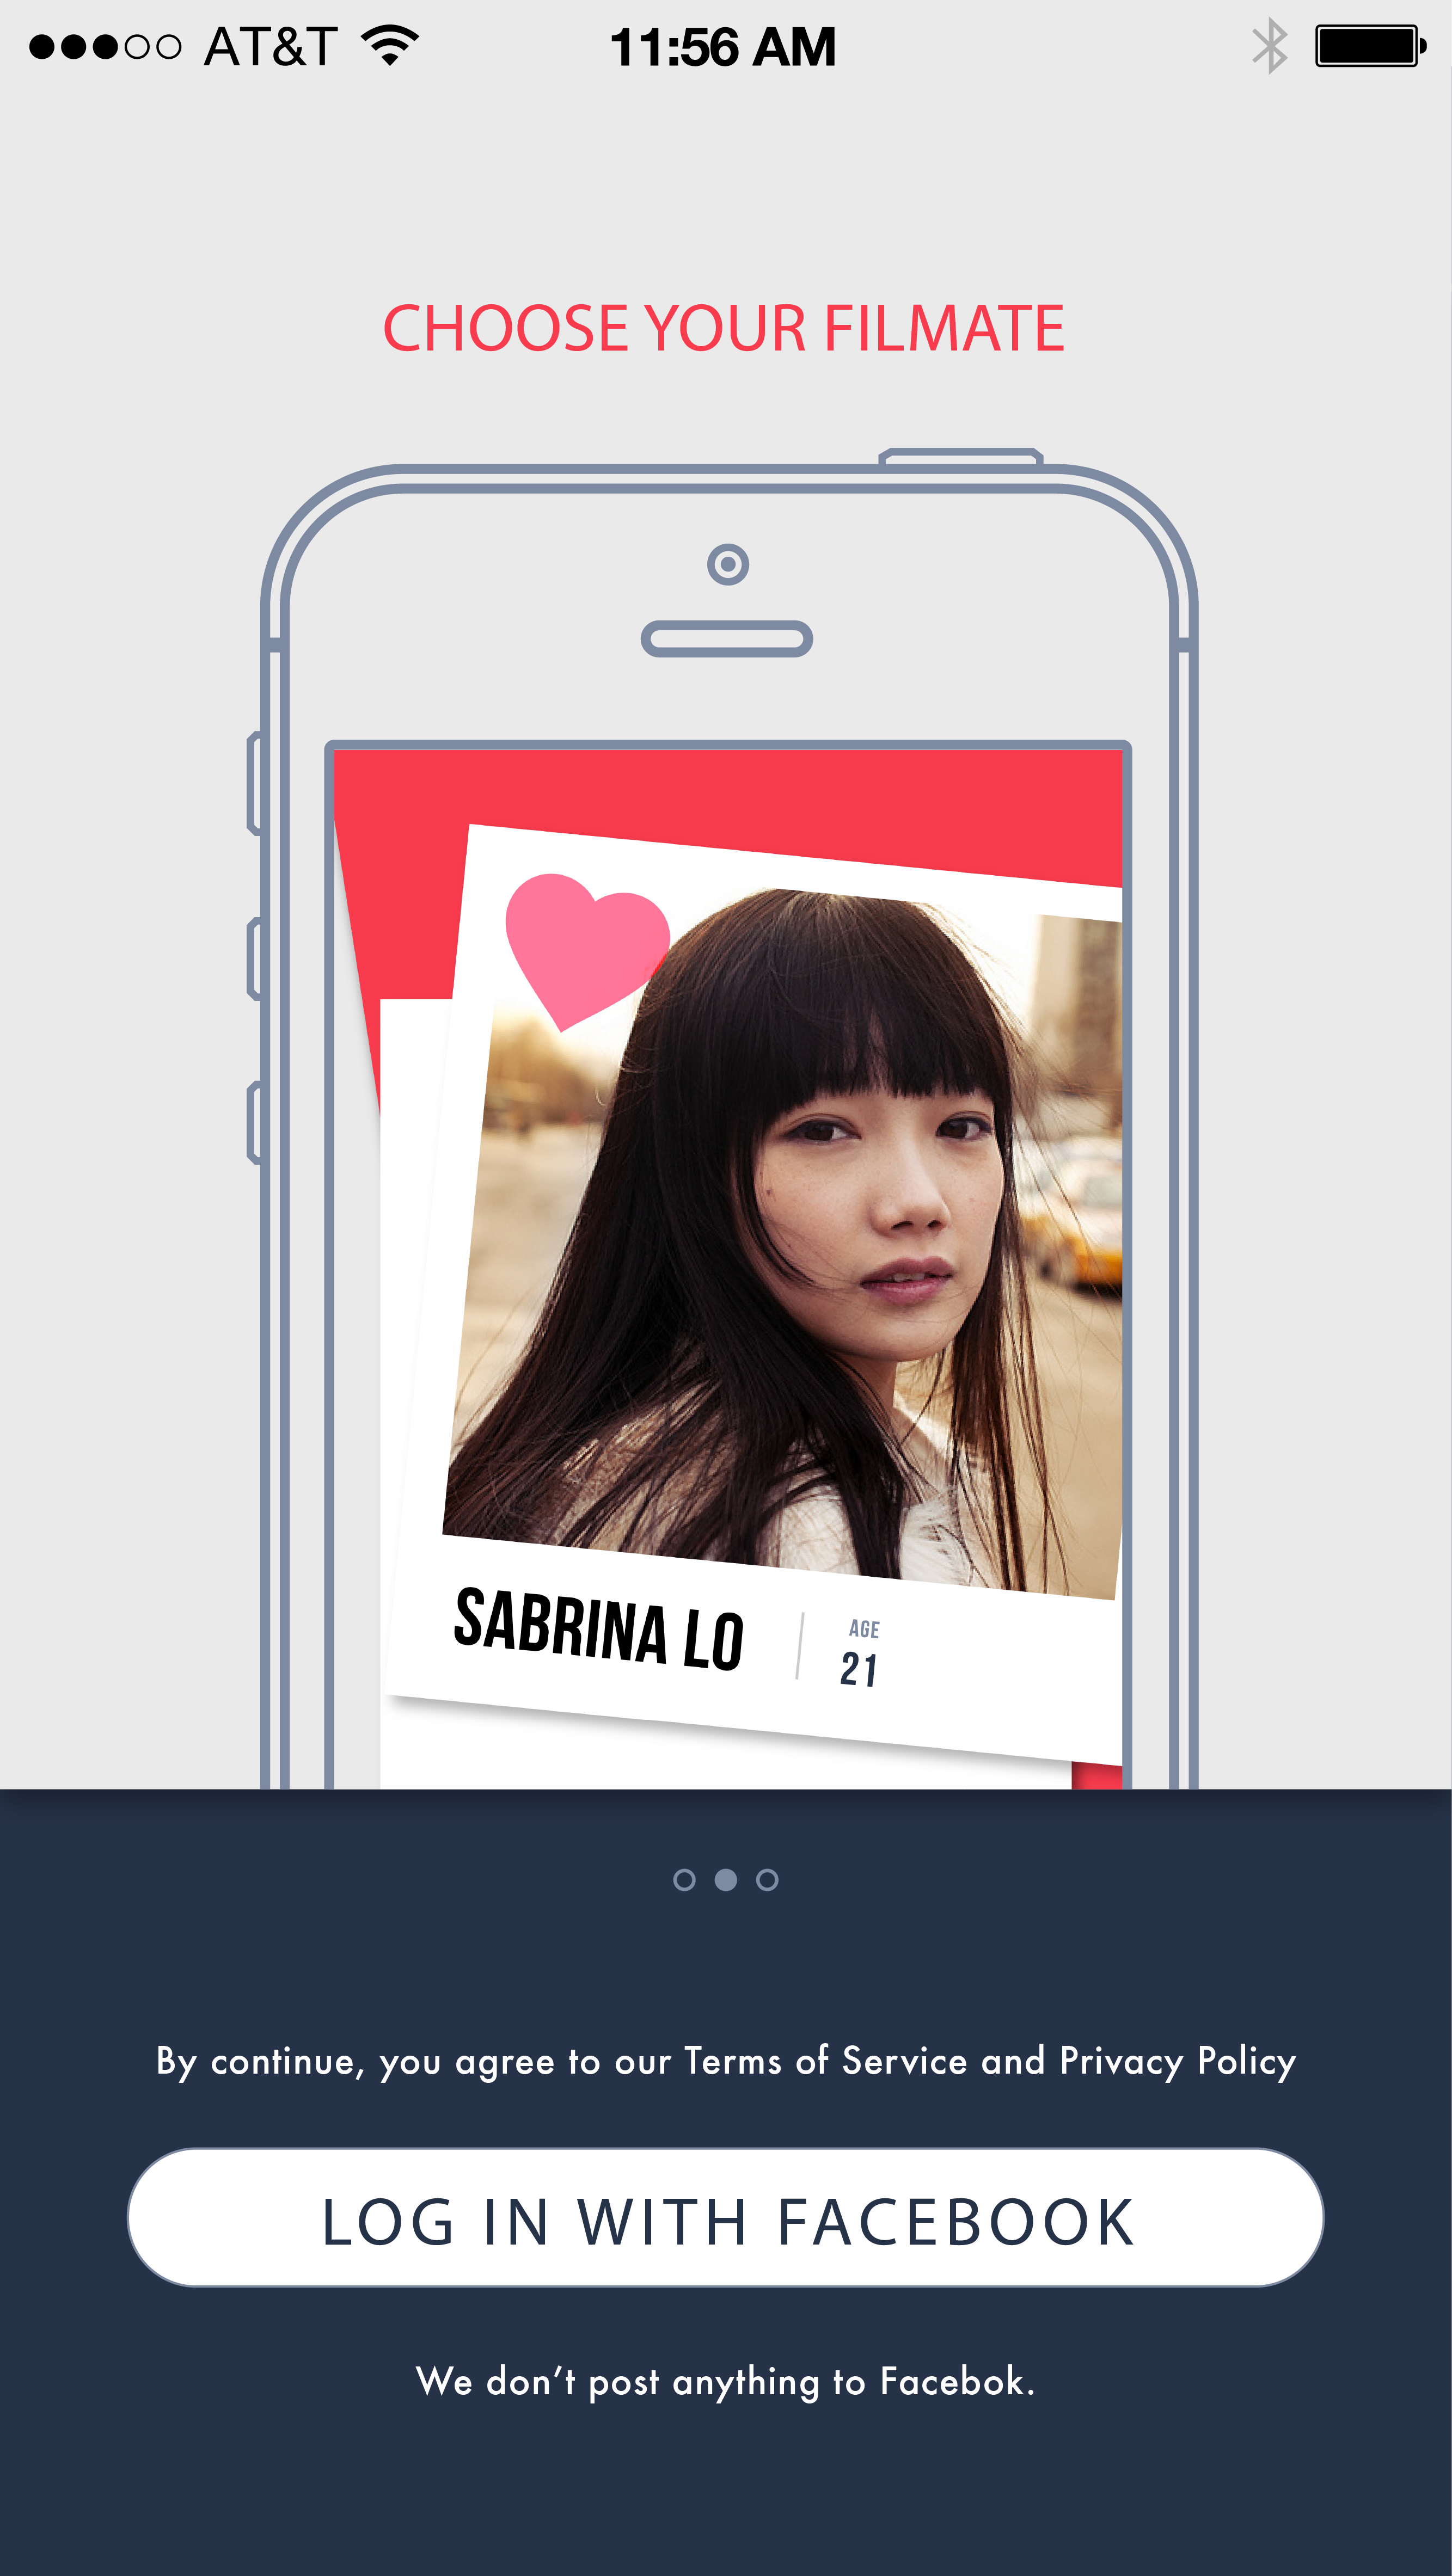 AT&T 11:56 AM
CHOOSE YOUR FILMATE
SABRINA LO
AGE
21
By continue, you agree to our Terms of Service and Privacy Policy
LOG IN WITH FACEBOOK
We don’t post anything to Facebok.